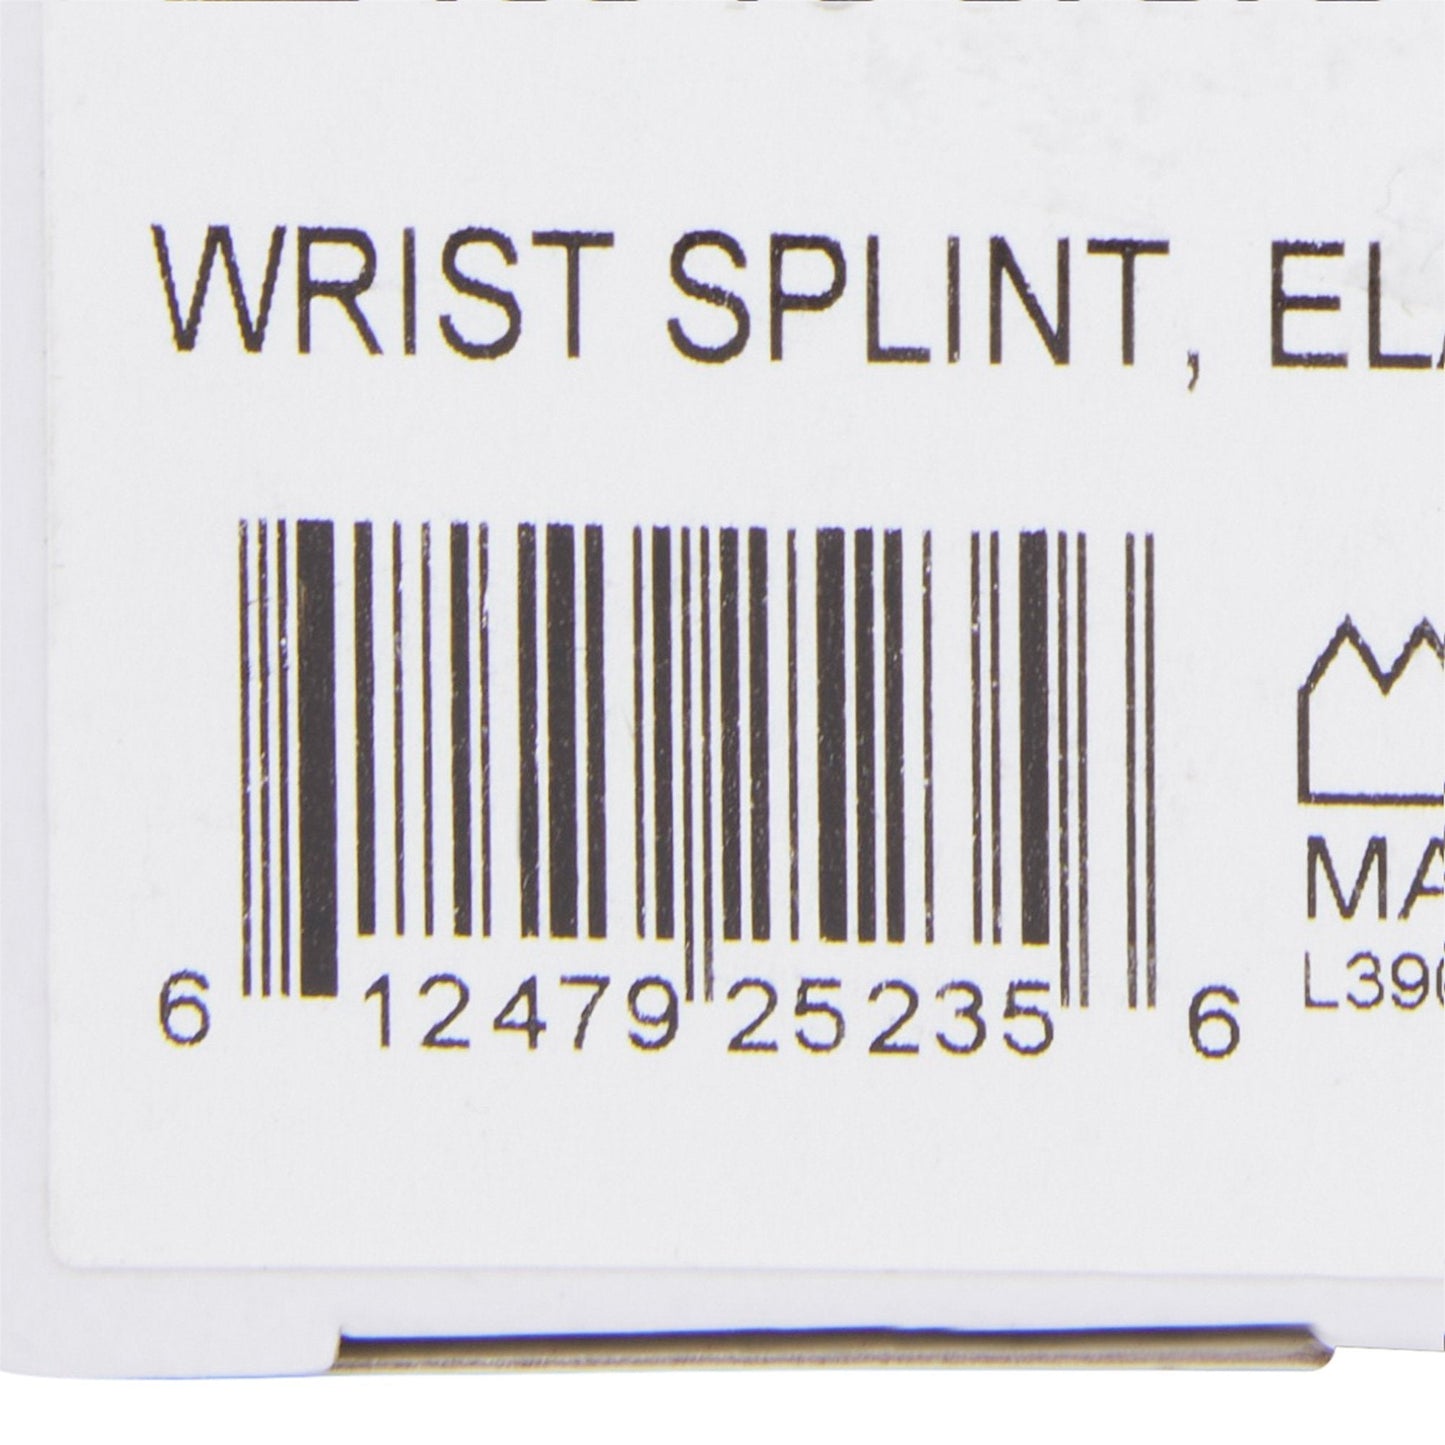 WRIST SPLINT, EL
6 12479 25235 6
MA
L39